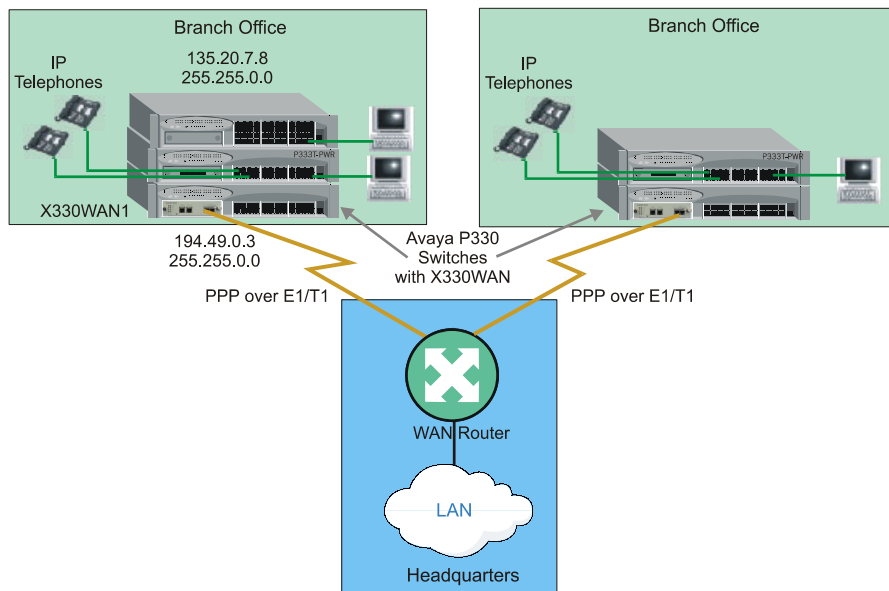 Branch Office
135.20.7.8
255.255.0.0
IP
Telephones
P333T-PWR
X330WAN1
194.49.0.3
255.255.0.0
PPP over E1/T1
Branch Office
IP
Telephones
P333T-PWR
Avaya P330
Switches
with X330WAN
PPP over E1/T1
WAN Router
LAN
Headquarters